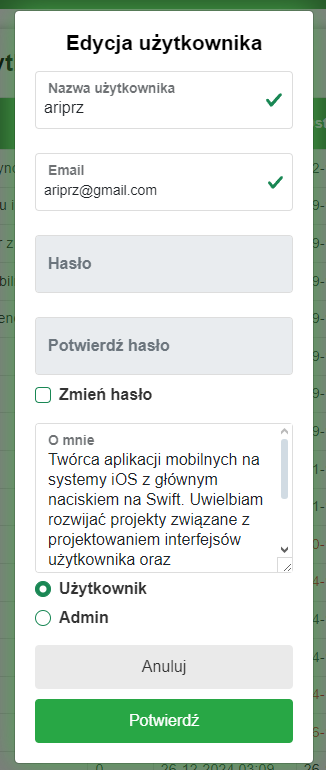 Edycja użytkownika
Nazwa użytkownika
ariprz
Email
ariprz@gmail.com
Hasło
Potwierdź hasło
Zmień hasło
O mnie
Twórca aplikacji mobilnych na
systemy iOS z głównym
naciskiem na Swift. Uwielbiam
rozwijać projekty związane z
projektowaniem interfejsów
użytkownika oraz
Użytkownik
Admin
Anuluj
Potwierdź